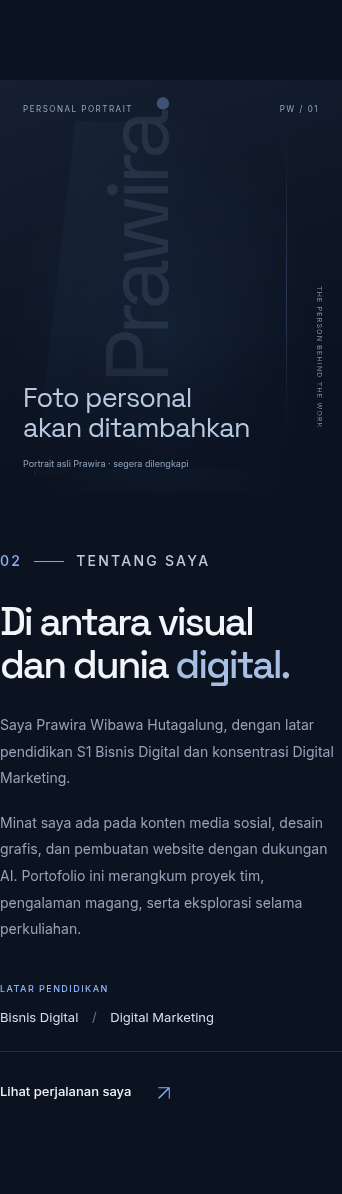 PERSONAL PORTRAIT
PW / 01
Prawira
THE PERSON BEHIND THE WORK
Foto personal
akan ditambahkan
Portrait asli Prawira · segera dilengkapi
02 — TENTANG SAYA
Di antara visual
dan dunia digital.
Saya Prawira Wibawa Hutagalung, dengan latar
pendidikan S1 Bisnis Digital dan konsentrasi Digital
Marketing.
Minat saya ada pada konten media sosial, desain
grafis, dan pembuatan website dengan dukungan
AI. Portofolio ini merangkum proyek tim,
pengalaman magang, serta eksplorasi selama
perkuliahan.
LATAR PENDIDIKAN
Bisnis Digital / Digital Marketing
Lihat perjalanan saya